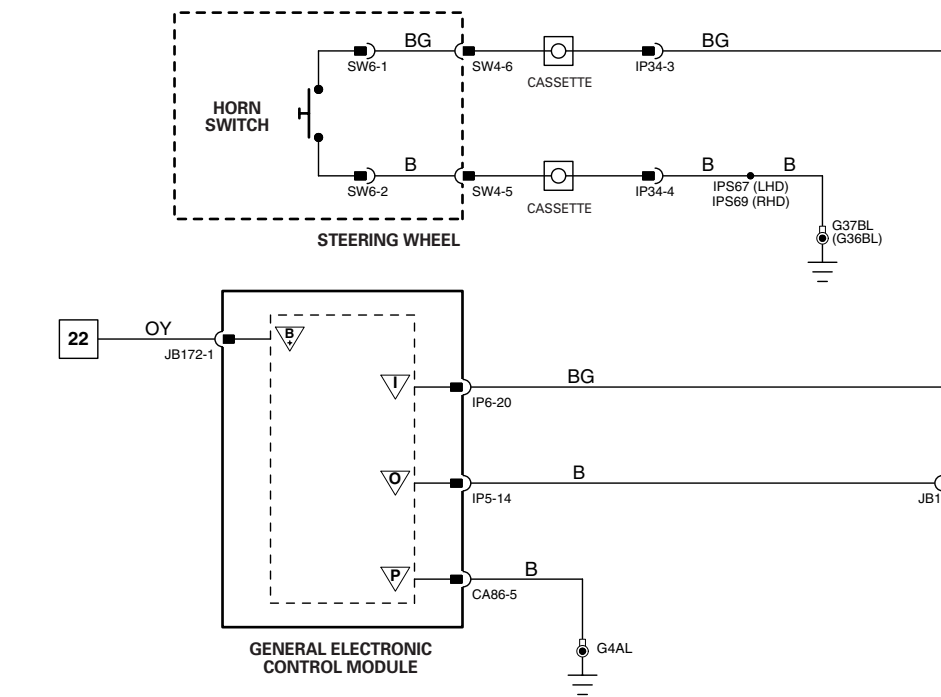 BG
BG
SW6-1
SW4-6
CASSETTE
IP34-3
HORN
SWITCH
B
B
B
SW6-2
SW4-5
CASSETTE
IP34-4
IPS67 (LHD)
IPS69 (RHD)
G37BL
(G36BL)
STEERING WHEEL
22
OY
JB172-1
B
+
I
BG
IP6-20
O
B
IP5-14
JB1
P
B
CA86-5
G4AL
GENERAL ELECTRONIC
CONTROL MODULE